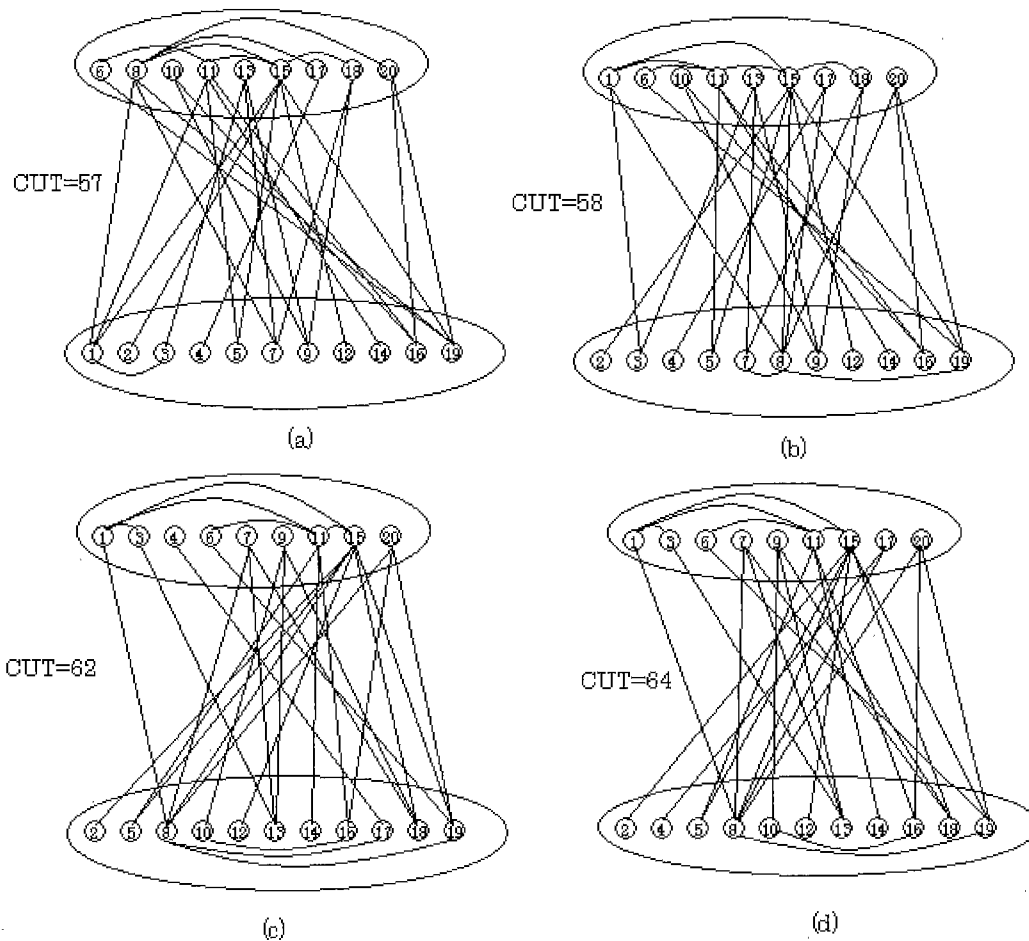 6 8 10 11 13 15 17 18 20
CUT=57
1 2 3 4 5 7 9 12 14 16 19
(a)
1 6 10 11 13 15 17 18 20
CUT=58
2 3 4 5 7 8 9 12 14 16 19
(b)
1 3 4 6 7 9 11 15 20
CUT=62
2 5 8 10 12 13 14 16 17 18 19
(c)
1 3 6 7 9 11 15 17 20
CUT=64
2 4 5 8 10 12 13 14 16 18 19
(d)